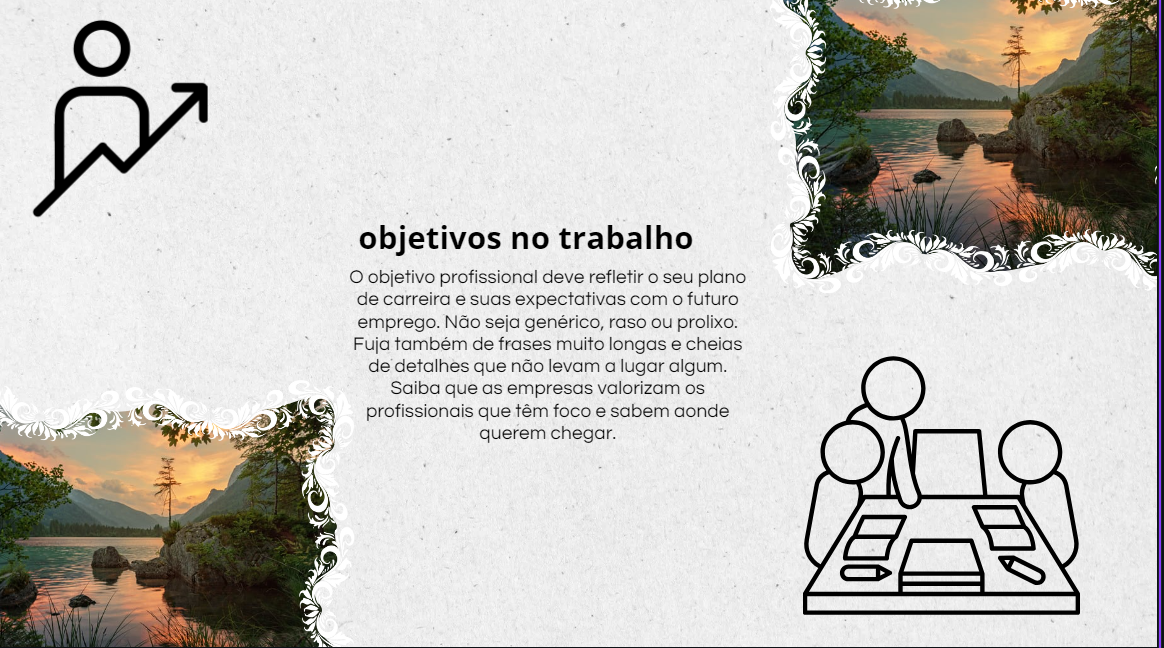 objetivos no trabalho
O objetivo profissional deve refletir o seu plano
de carreira e suas expectativas com o futuro
emprego. Não seja genérico, raso ou prolixo.
Fuja também de frases muito longas e cheias
de detalhes que não levam a lugar algum.
Saiba que as empresas valorizam os
profissionais que têm foco e sabem aonde
querem chegar.